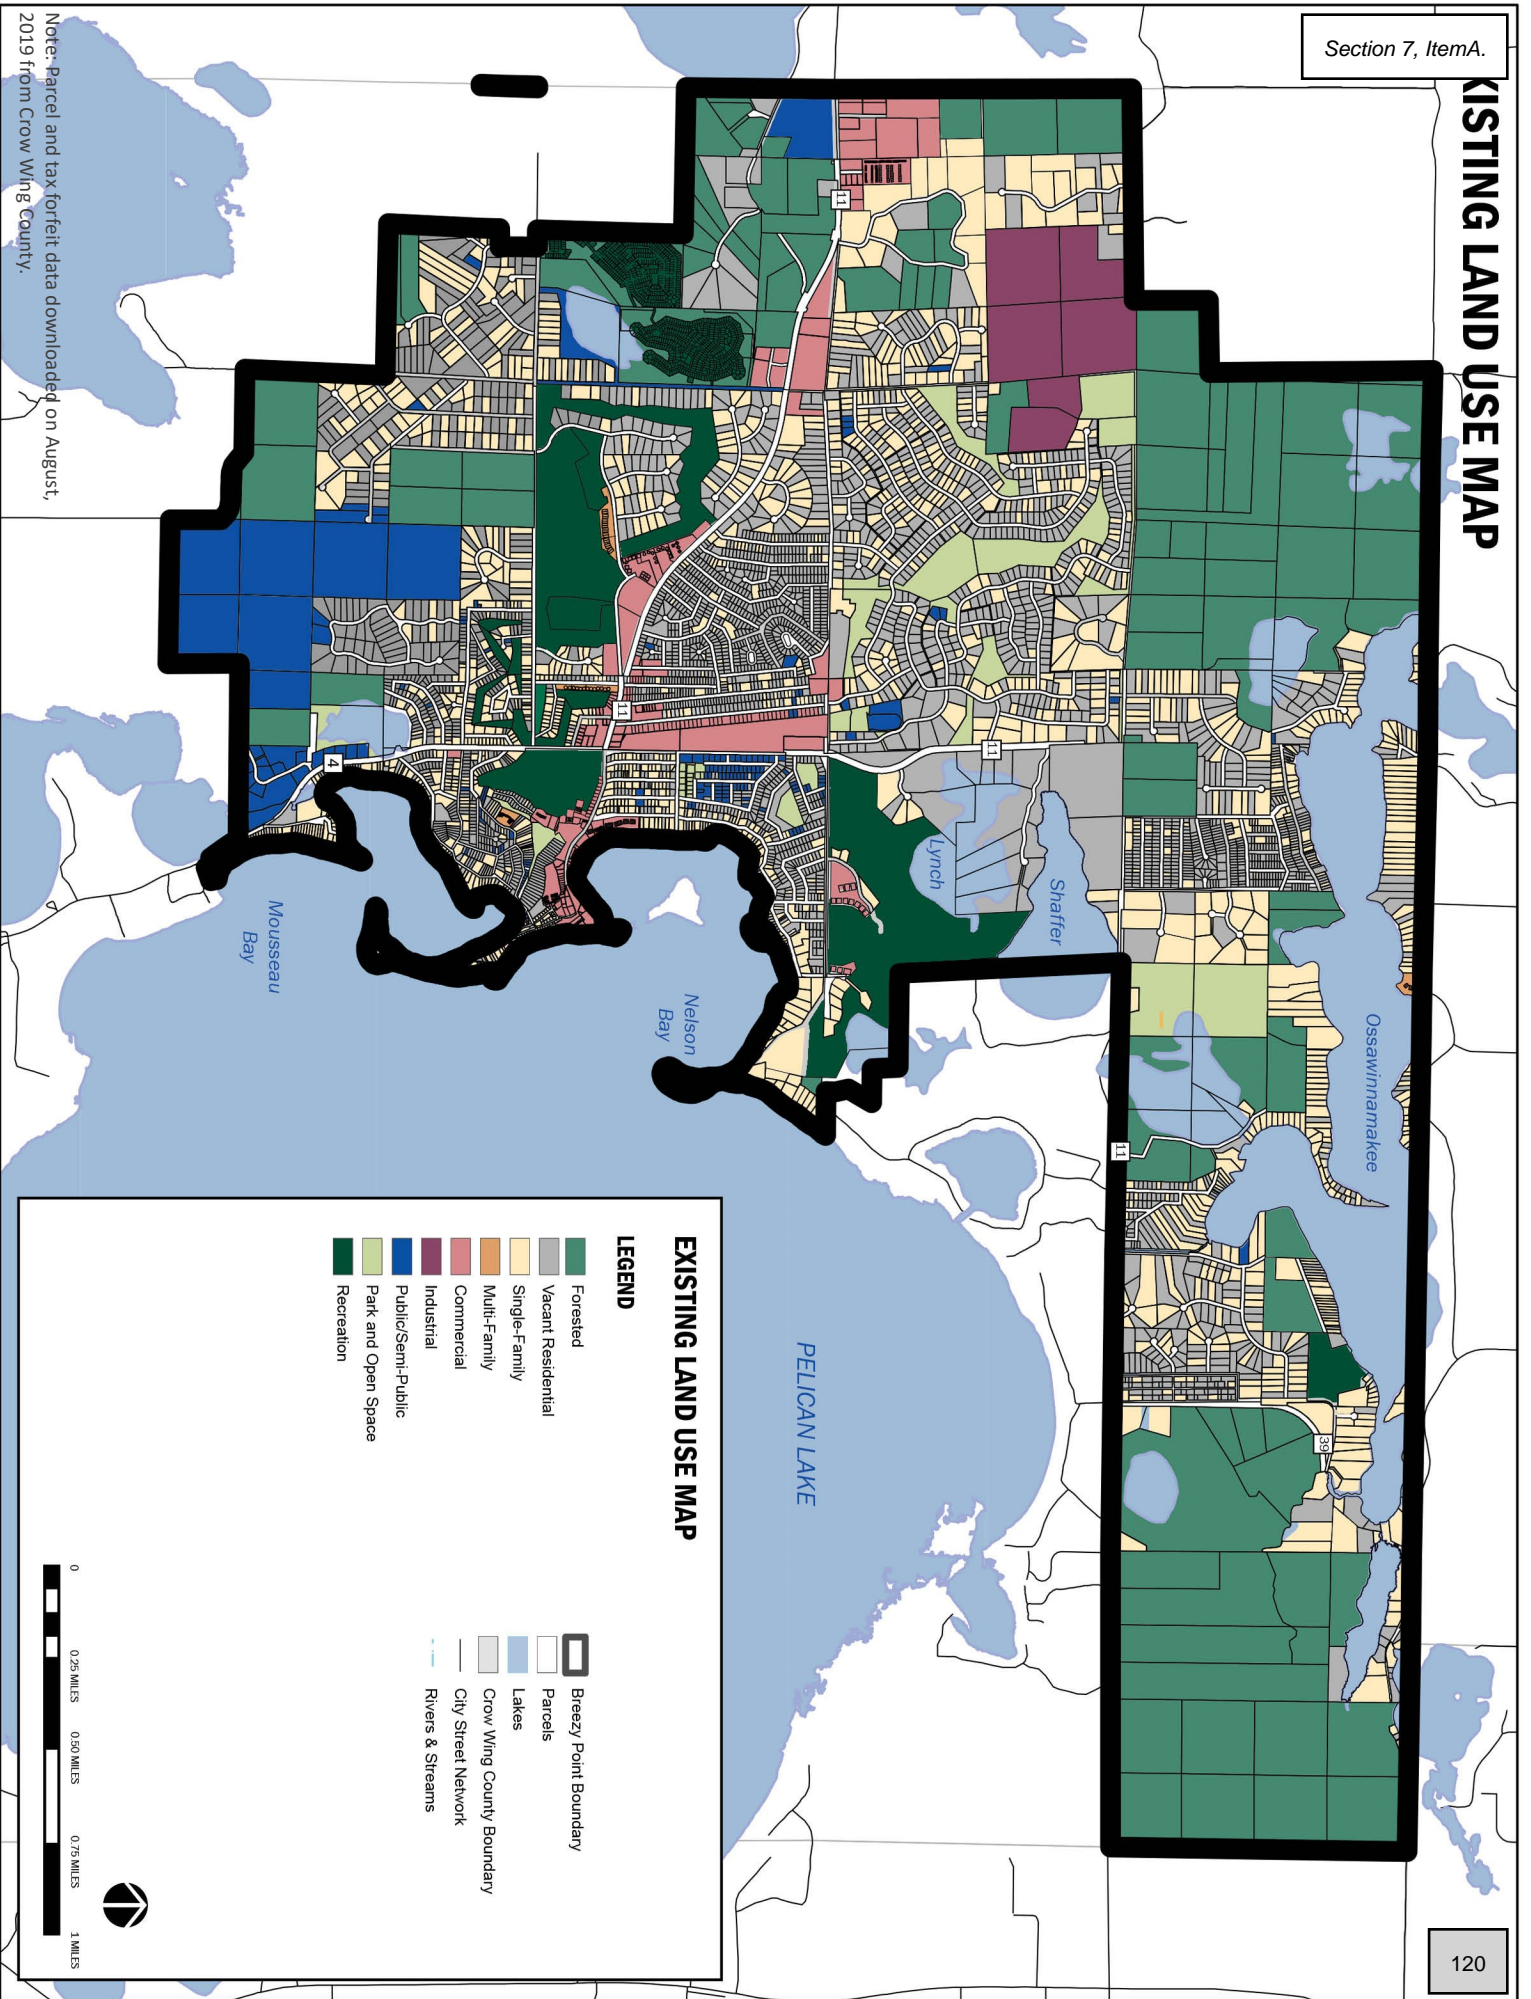 Section 7, ItemA.
XISTING LAND USE MAP
Note: Parcel and tax forfeit data downloaded on August,
2019 from Crow Wing County.
11
11
11
11
4
39
Lynch
Shaffer
Ossawinnamakee
Mousseau
Bay
Nelson
Bay
PELICAN LAKE
EXISTING LAND USE MAP
LEGEND
Forested
Vacant Residential
Single-Family
Multi-Family
Commercial
Industrial
Public/Semi-Public
Park and Open Space
Recreation
Breezy Point Boundary
Parcels
Lakes
Crow Wing County Boundary
City Street Network
Rivers & Streams
0
0.25 MILES
0.50 MILES
0.75 MILES
1 MILES
120